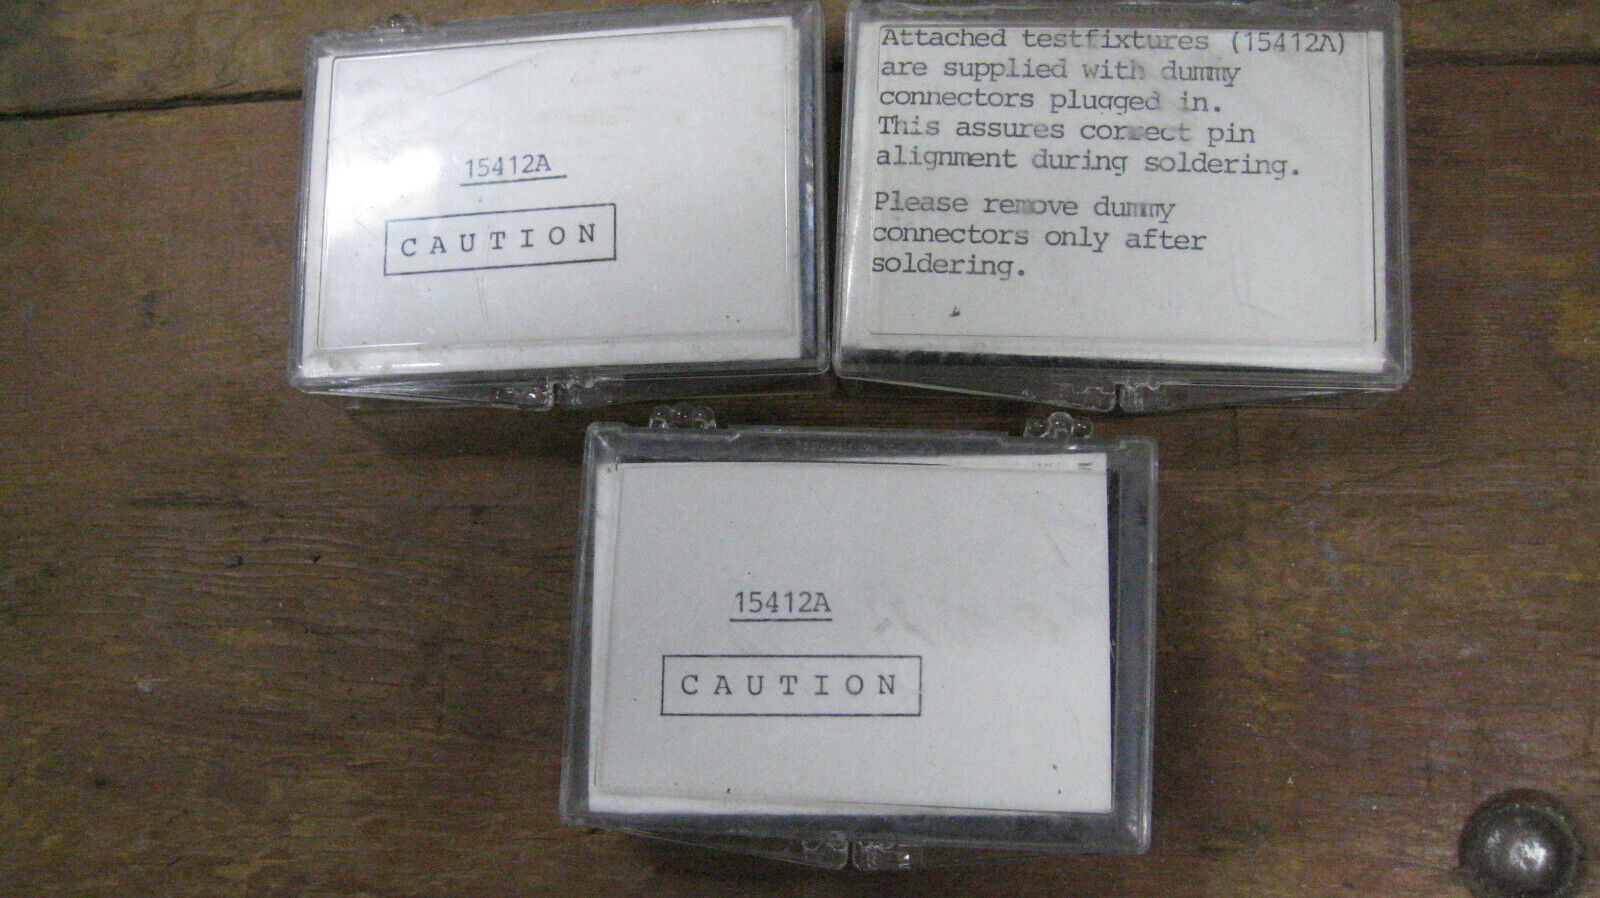 15412A
CAUTION
Attached testfixtures (15412A)
are supplied with dummy
connectors plugged in.
This assures correct pin
alignment during soldering.
Please remove dummy
connectors only after
soldering.
15412A
CAUTION